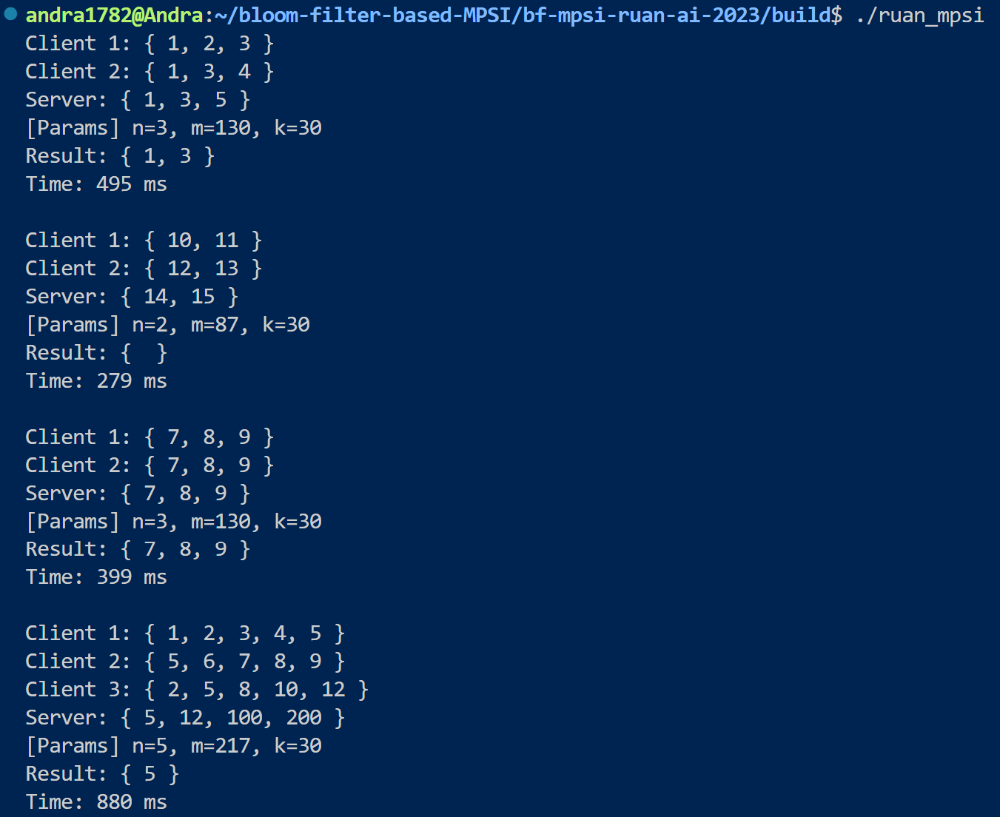 andra1782@Andra:~/bloom-filter-based-MPSI/bf-mpsi-ruan-ai-2023/build$ ./ruan_mpsi
Client 1: { 1, 2, 3 }
Client 2: { 1, 3, 4 }
Server: { 1, 3, 5 }
[Params] n=3, m=130, k=30
Result: { 1, 3 }
Time: 495 ms

Client 1: { 10, 11 }
Client 2: { 12, 13 }
Server: { 14, 15 }
[Params] n=2, m=87, k=30
Result: {  }
Time: 279 ms

Client 1: { 7, 8, 9 }
Client 2: { 7, 8, 9 }
Server: { 7, 8, 9 }
[Params] n=3, m=130, k=30
Result: { 7, 8, 9 }
Time: 399 ms

Client 1: { 1, 2, 3, 4, 5 }
Client 2: { 5, 6, 7, 8, 9 }
Client 3: { 2, 5, 8, 10, 12 }
Server: { 5, 12, 100, 200 }
[Params] n=5, m=217, k=30
Result: { 5 }
Time: 880 ms